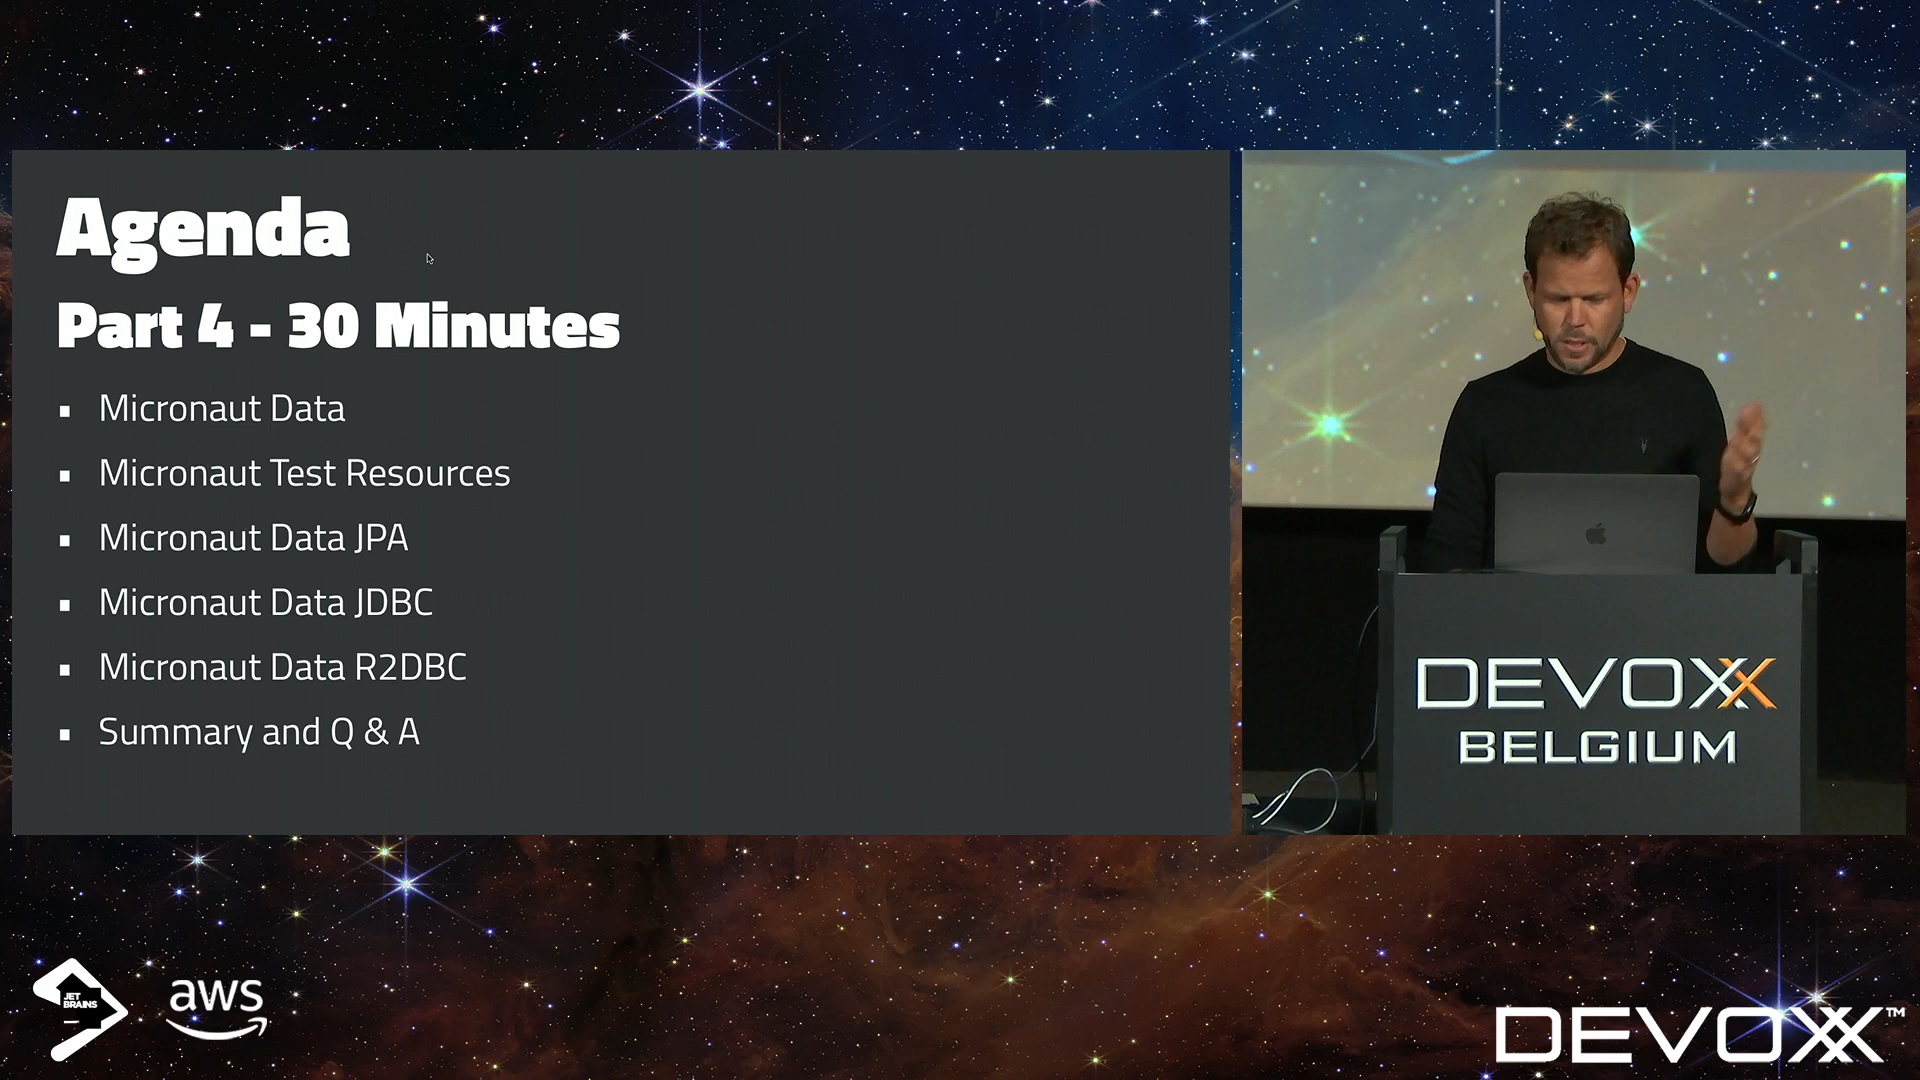 Agenda
Part 4 - 30 Minutes
▪ Micronaut Data
▪ Micronaut Test Resources
▪ Micronaut Data JPA
▪ Micronaut Data JDBC
▪ Micronaut Data R2DBC
▪ Summary and Q & A
DEVOXX
BELGIUM
JET
BRAINS
aws
DEVOXX™